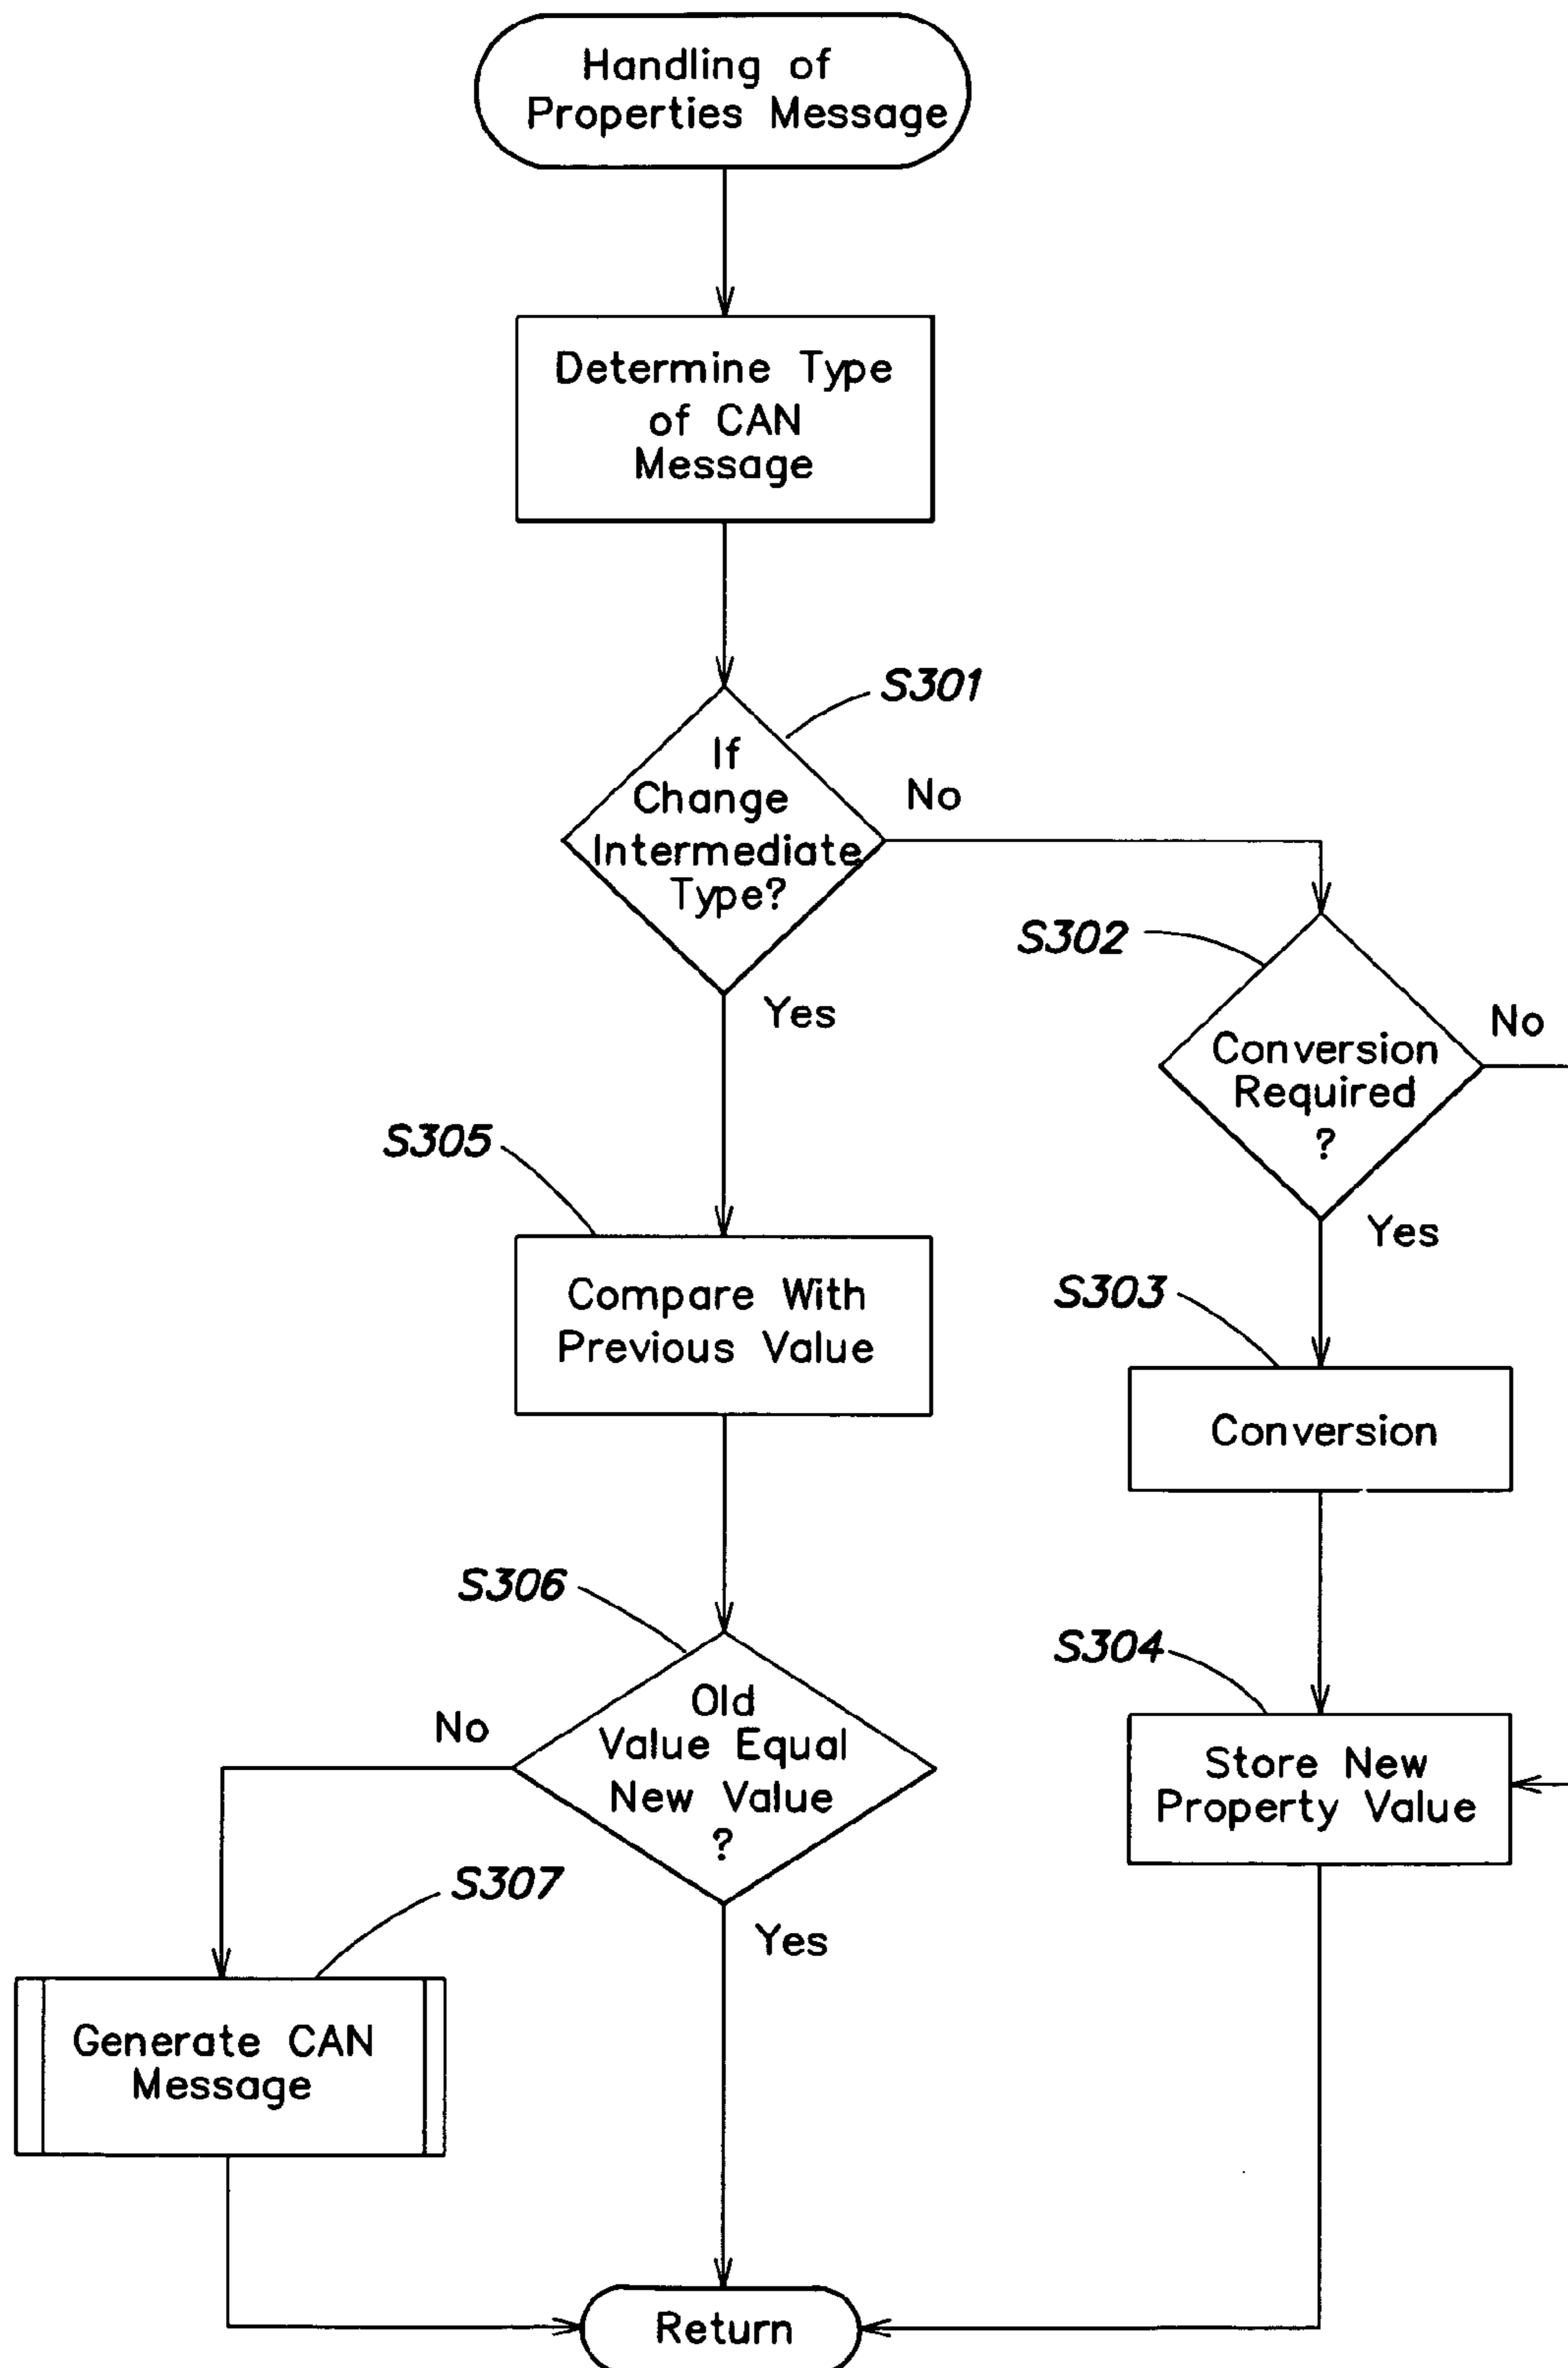 Handling of
Properties Message
Determine Type
of CAN
Message
S301
If
Change
Intermediate
Type?
No
Yes
S302
Conversion
Required
?
No
Yes
S305
Compare With
Previous Value
S303
Conversion
S306
Old
Value Equal
New Value
?
No
Yes
S304
Store New
Property Value
S307
Generate CAN
Message
Return